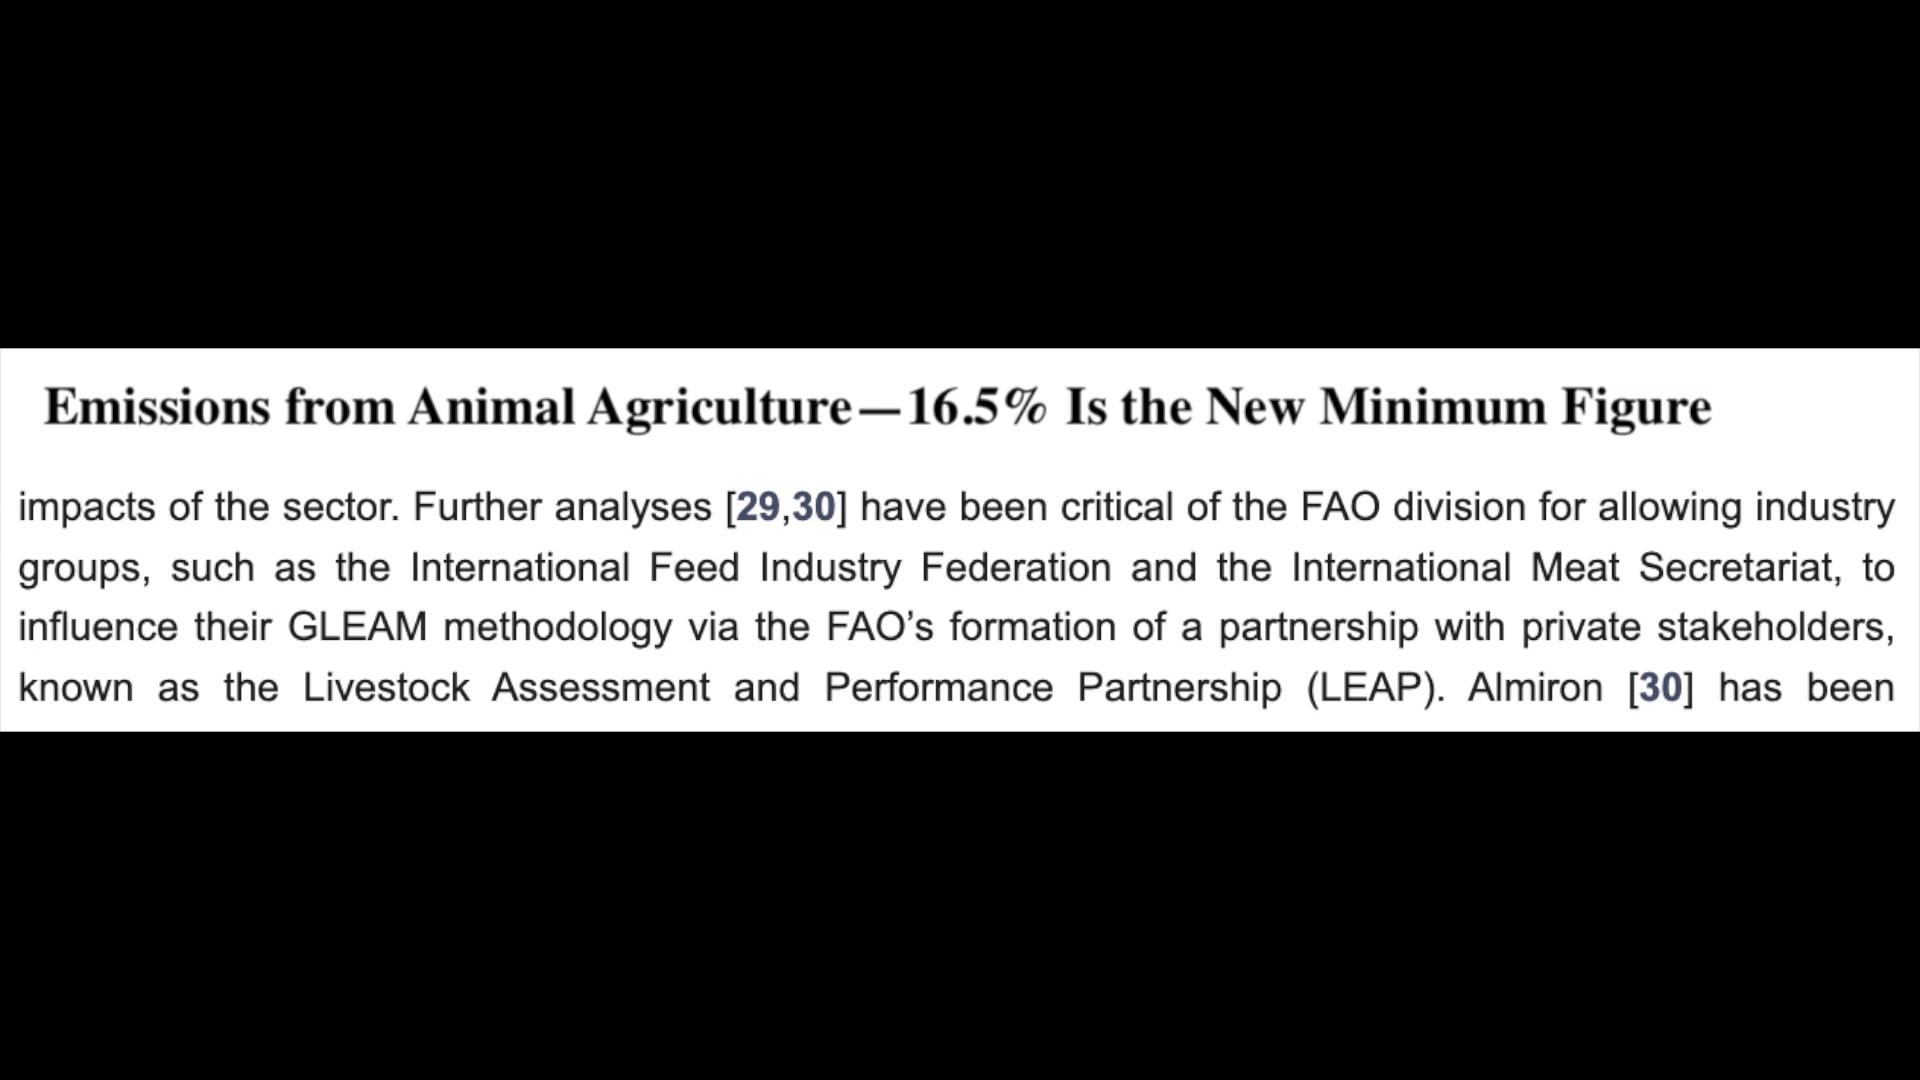 Emissions from Animal Agriculture—16.5% Is the New Minimum Figure
impacts of the sector. Further analyses [29,30] have been critical of the FAO division for allowing industry
groups, such as the International Feed Industry Federation and the International Meat Secretariat, to
influence their GLEAM methodology via the FAO’s formation of a partnership with private stakeholders,
known as the Livestock Assessment and Performance Partnership (LEAP). Almiron [30] has been